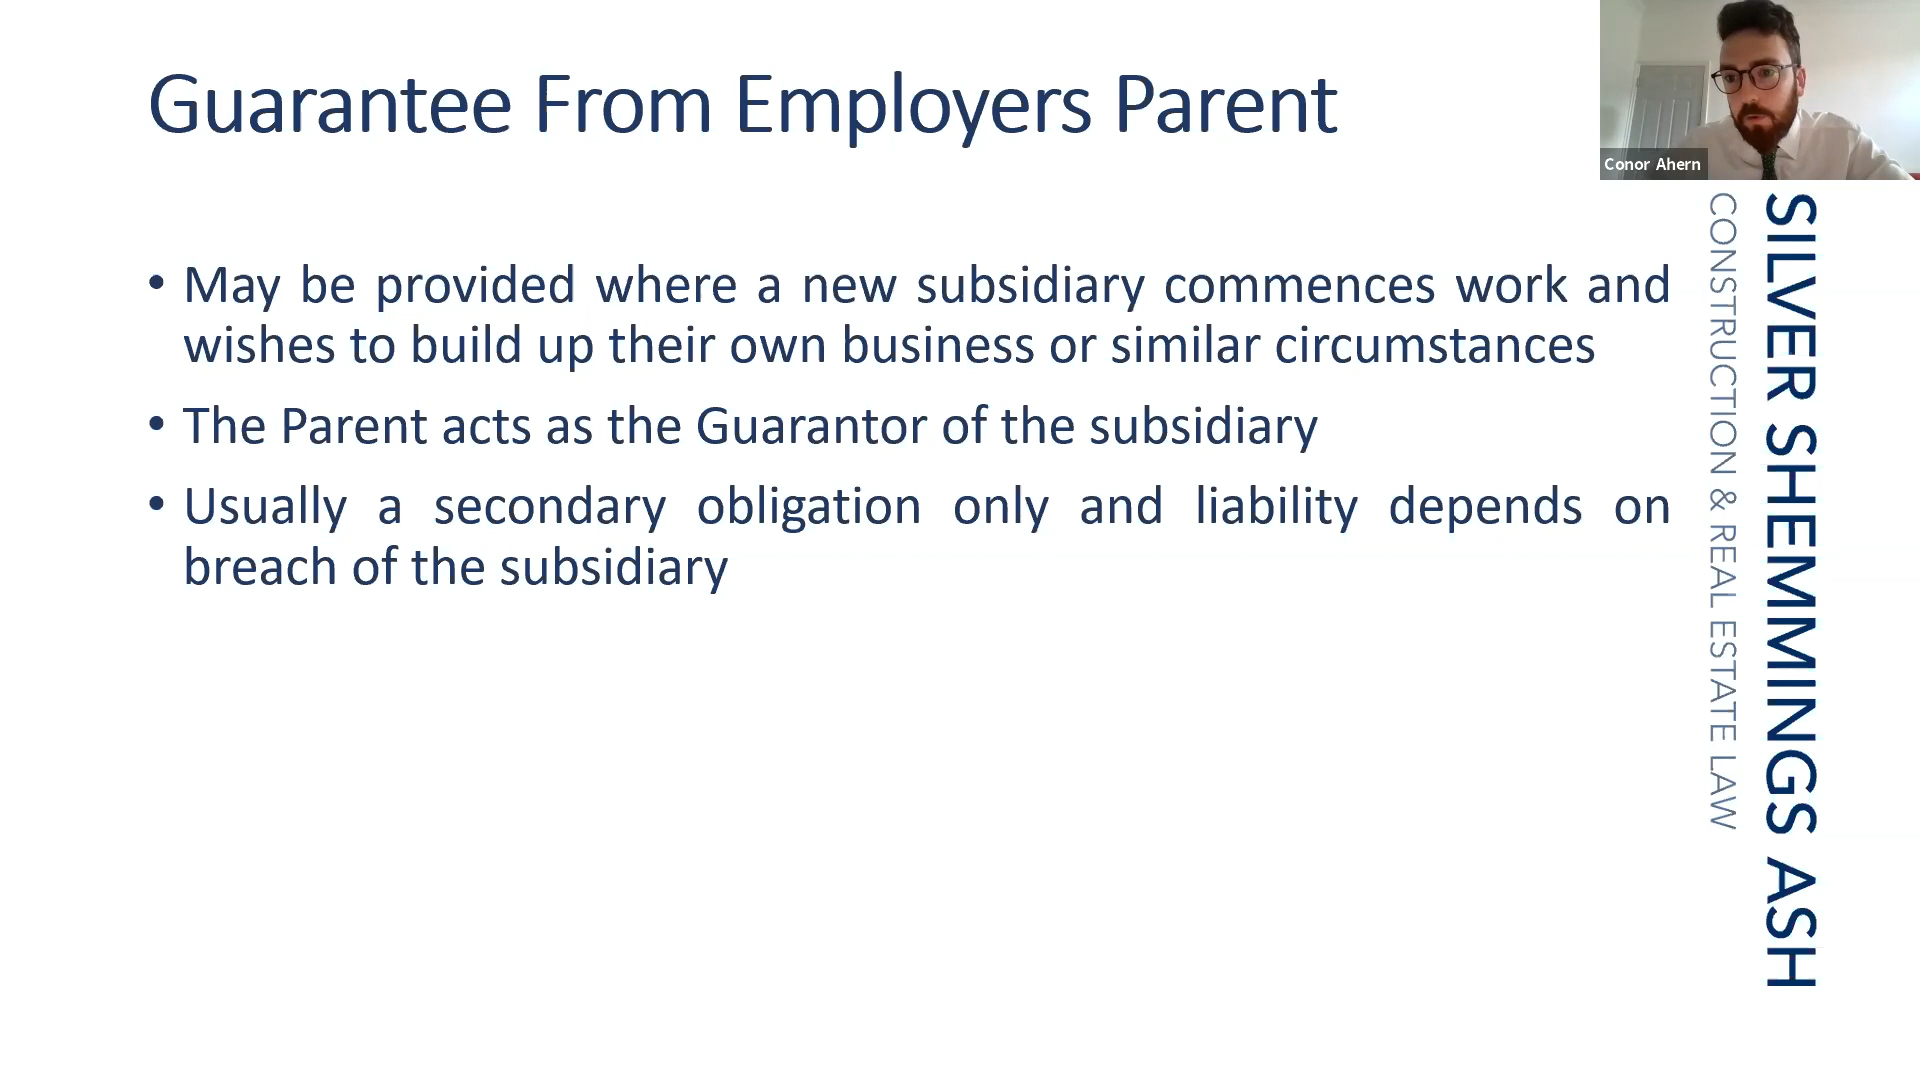 Guarantee From Employers Parent
• May be provided where a new subsidiary commences work and
wishes to build up their own business or similar circumstances
• The Parent acts as the Guarantor of the subsidiary
• Usually a secondary obligation only and liability depends on
breach of the subsidiary
Conor Ahern
SILVER SHEMMINGS ASH
CONSTRUCTION & REAL ESTATE LAW